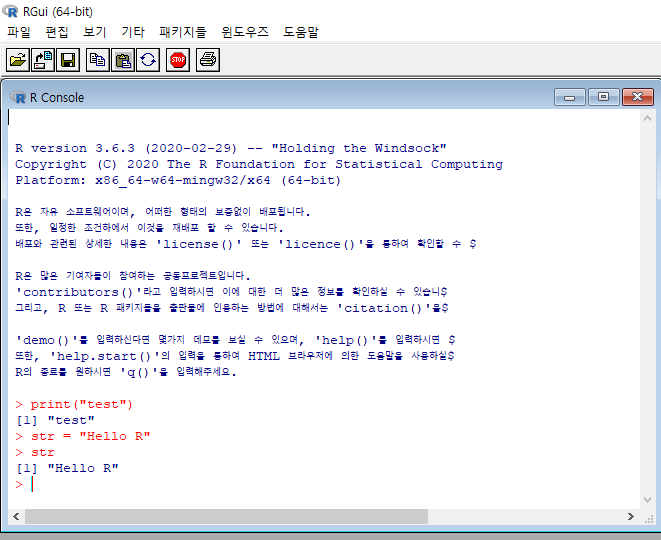 RGui (64-bit)
파일 편집 보기 기타 패키지들 윈도우즈 도움말
STOP
R Console
R version 3.6.3 (2020-02-29) -- "Holding the Windsock"
Copyright (C) 2020 The R Foundation for Statistical Computing
Platform: x86_64-w64-mingw32/x64 (64-bit)
R은 자유 소프트웨어이며, 어떠한 형태의 보증없이 배포됩니다.
또한, 일정한 조건하에서 이것을 재배포 할 수 있습니다.
배포와 관련된 상세한 내용은 'license()' 또는 'licence()'을 통하여 확인할 수 $
R은 많은 기여자들이 참여하는 공동프로젝트입니다.
'contributors()'라고 입력하시면 이에 대한 더 많은 정보를 확인하실 수 있습니$
그리고, R 또는 R 패키지들을 출판물에 인용하는 방법에 대해서는 'citation()'을$
'demo()'를 입력하신다면 몇가지 데모를 보실 수 있으며, 'help()'를 입력하시면 $
또한, 'help.start()'의 입력을 통하여 HTML 브라우저에 의한 도움말을 사용하실$
R의 종료를 원하시면 'q()'을 입력해주세요.
> print("test")
[1] "test"
> str = "Hello R"
> str
[1] "Hello R"
>